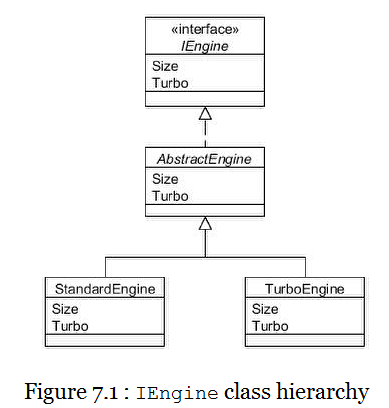 «interface»
IEngine
Size
Turbo
AbstractEngine
Size
Turbo
StandardEngine
Size
Turbo
TurboEngine
Size
Turbo
Figure 7.1 : IEngine class hierarchy